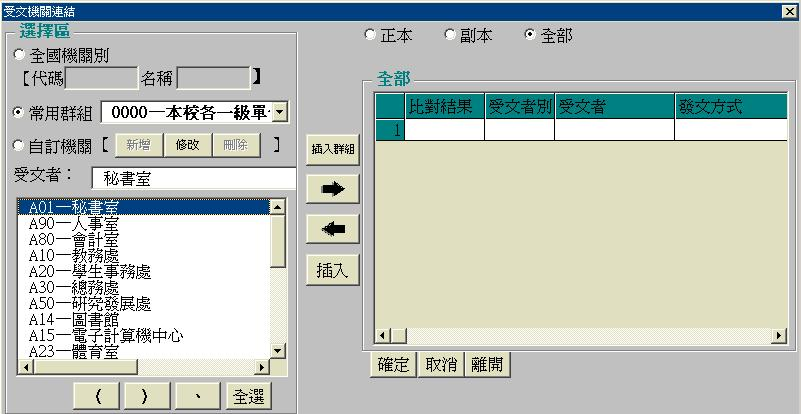 受文機關連結
選擇區
全國機關別
【代碼 名稱 】
常用群組 0000一本校各一級單
自訂機關【 新增 修改 刪除 】
受文者： 秘書室
A01一秘書室
A90一人事室
A80一會計室
A10一教務處
A20一學生事務處
A30一總務處
A50一研究發展處
A14一圖書館
A15一電子計算機中心
A23一體育室
( ) 、 全選
插入群組
插入
正本 副本 全部
全部
比對結果 受文者別 受文者 發文方式
1
確定 取消 離開